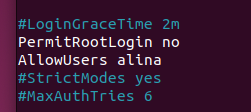 #LoginGraceTime 2m
PermitRootLogin no
AllowUsers alina
#StrictModes yes
#MaxAuthTries 6